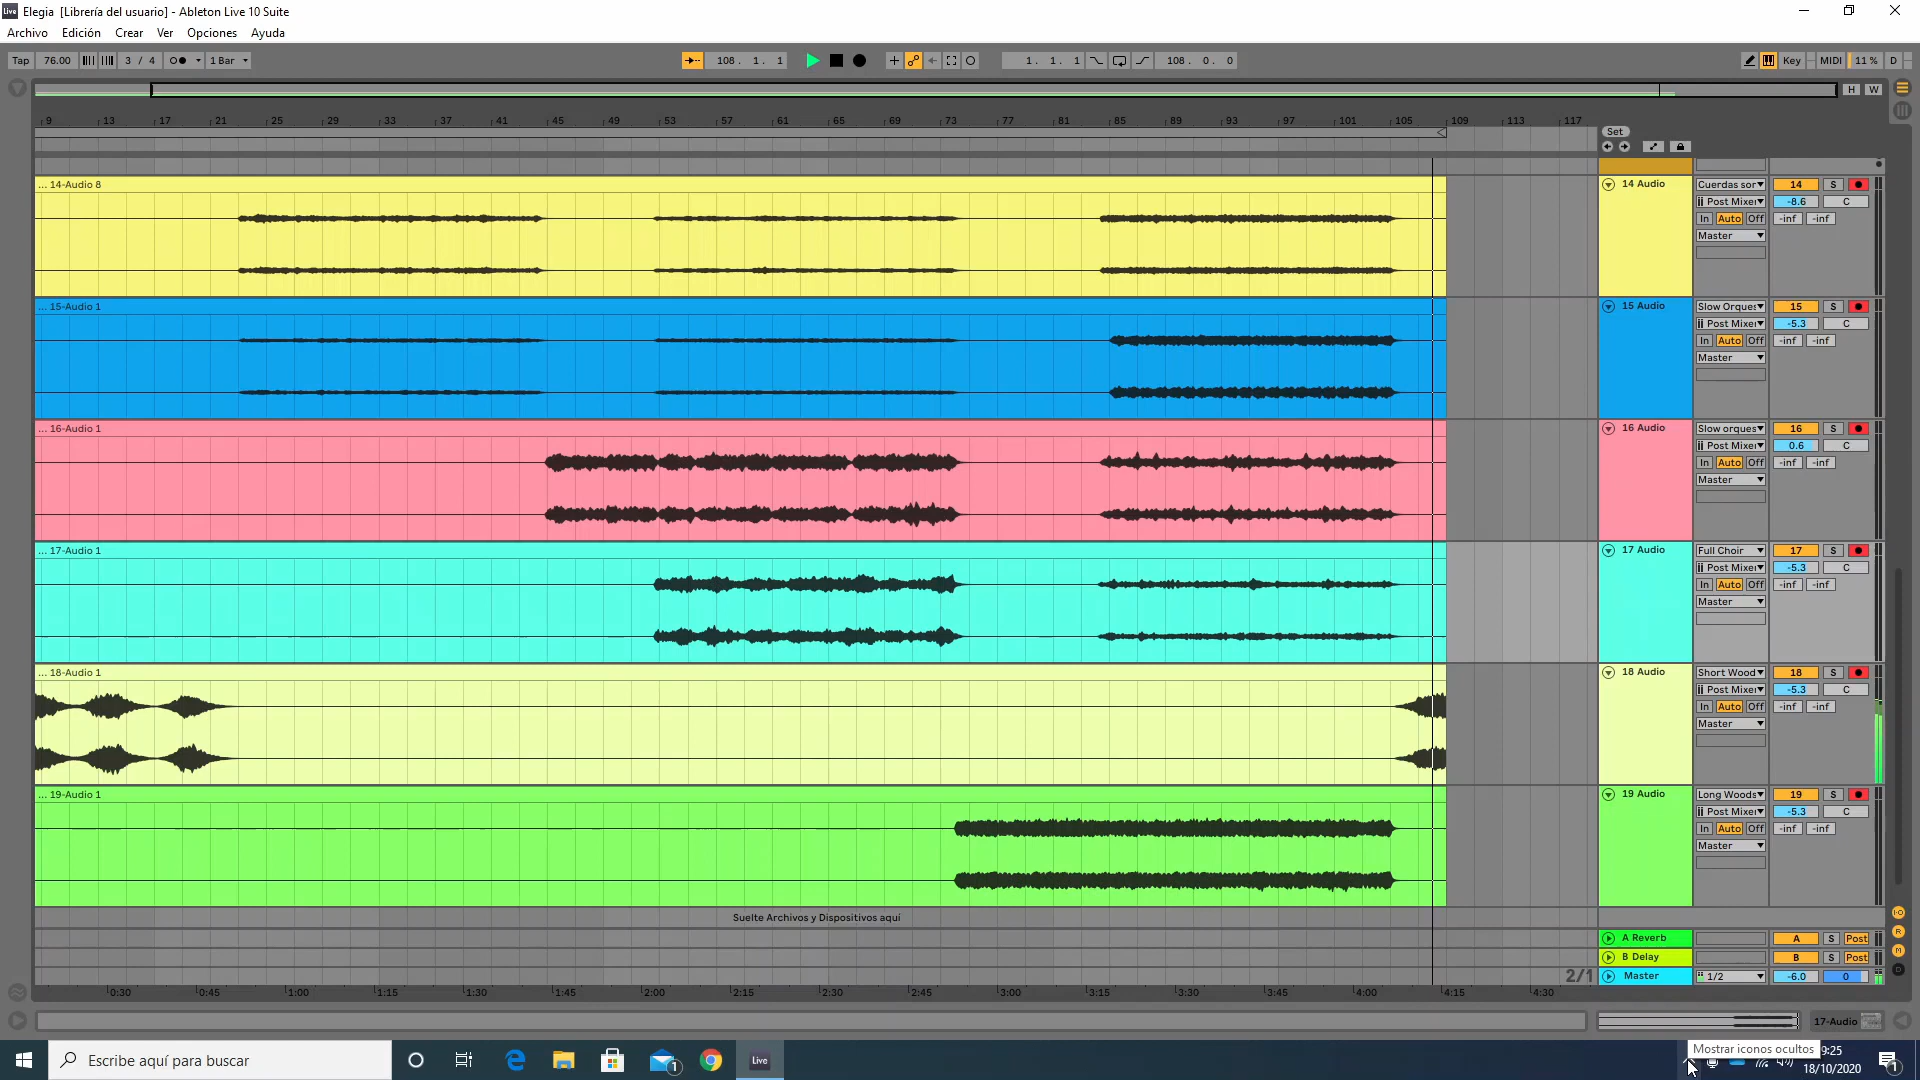 Live Elegia [Librería del usuario] - Ableton Live 10 Suite
Archivo Edición Crear Ver Opciones Ayuda
Tap 76.00 3 / 4 1 Bar 108. 1. 1 1. 1. 1 108. 0. 0 Key MIDI 11 % D
H W
9 13 17 21 25 29 33 37 41 45 49 53 57 61 65 69 73 77 81 85 89 93 97 101 105 109 113 117
Set
... 14-Audio 8 14 Audio Cuerdas sor 14 S
Post Mixer -8.6 C
In Auto Off -inf -inf
Master
... 15-Audio 1 15 Audio Slow Orques 15 S
Post Mixer -5.3 C
In Auto Off -inf -inf
Master
... 16-Audio 1 16 Audio Slow orques 16 S
Post Mixer 0.6 C
In Auto Off -inf -inf
Master
... 17-Audio 1 17 Audio Full Choir 17 S
Post Mixer -5.3 C
In Auto Off -inf -inf
Master
... 18-Audio 1 18 Audio Short Wood 18 S
Post Mixer -5.3 C
In Auto Off -inf -inf
Master
... 19-Audio 1 19 Audio Long Woods 19 S
Post Mixer -5.3 C
In Auto Off -inf -inf
Master
Suelte Archivos y Dispositivos aquí
A Reverb A S Post
B Delay B S Post
2/1 Master 1/2 -6.0 0
I·O
R
M
D
0:30 0:45 1:00 1:15 1:30 1:45 2:00 2:15 2:30 2:45 3:00 3:15 3:30 3:45 4:00 4:15 4:30
17-Audio
Mostrar iconos ocultos
Escribe aquí para buscar 1 Live 9:25
18/10/2020 1